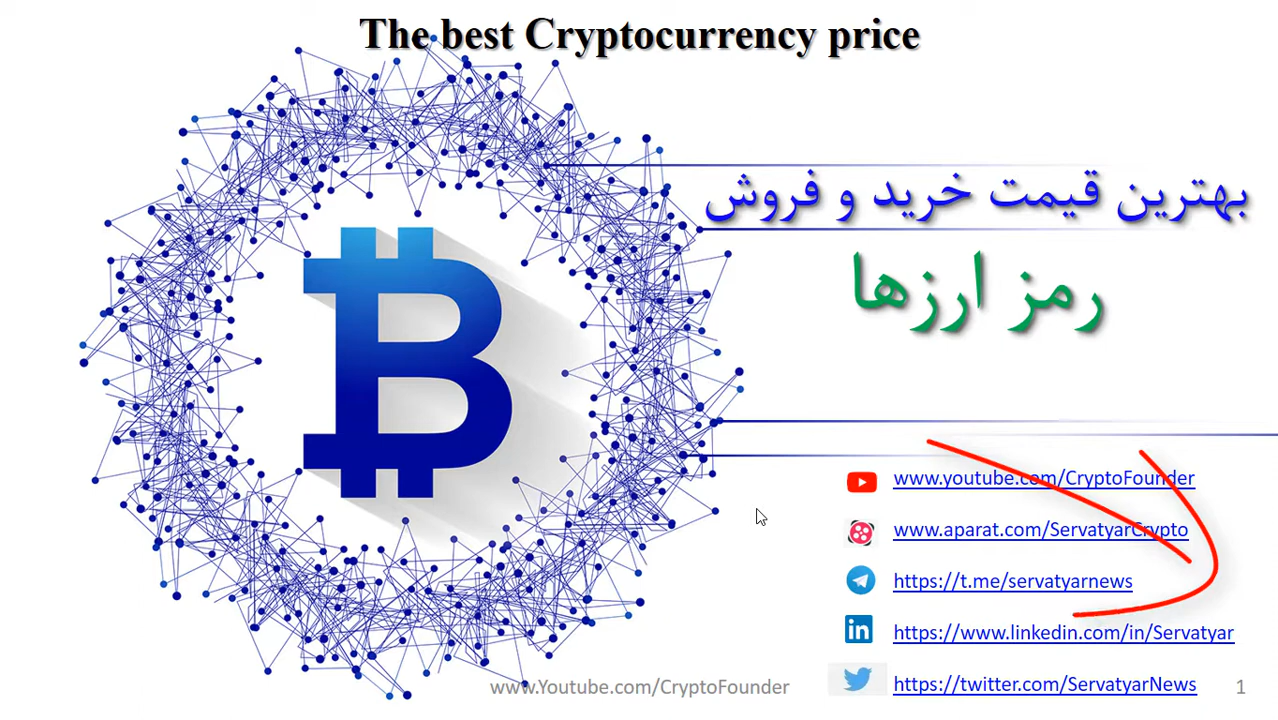 The best Cryptocurrency price
بهترین قیمت خرید و فروش
رمز ارزها
www.youtube.com/CryptoFounder
www.aparat.com/ServatyarCrypto
https://t.me/servatyarnews
https://www.linkedin.com/in/Servatyar
https://twitter.com/ServatyarNews
www.Youtube.com/CryptoFounder
1